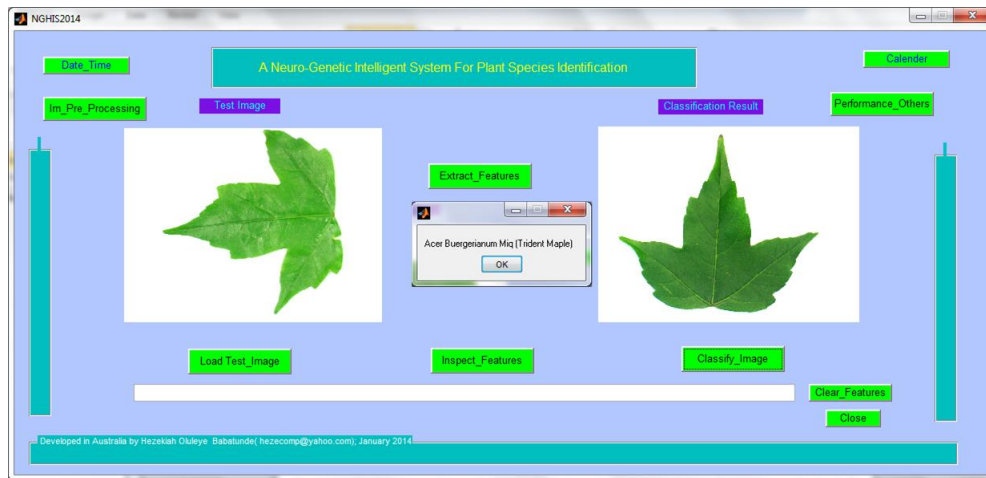 NGHIS2014
Date_Time
A Neuro-Genetic Intelligent System For Plant Species Identification
Calender
Im_Pre_Processing
Test Image
Classification Result
Performance_Others
Extract_Features
Acer Buergerianum Miq (Trident Maple)
OK
Load Test_Image
Inspect_Features
Classify_Image
Clear_Features
Close
Developed in Australia by Hezekiah Oluleye Babatunde( hezecomp@yahoo.com); January 2014